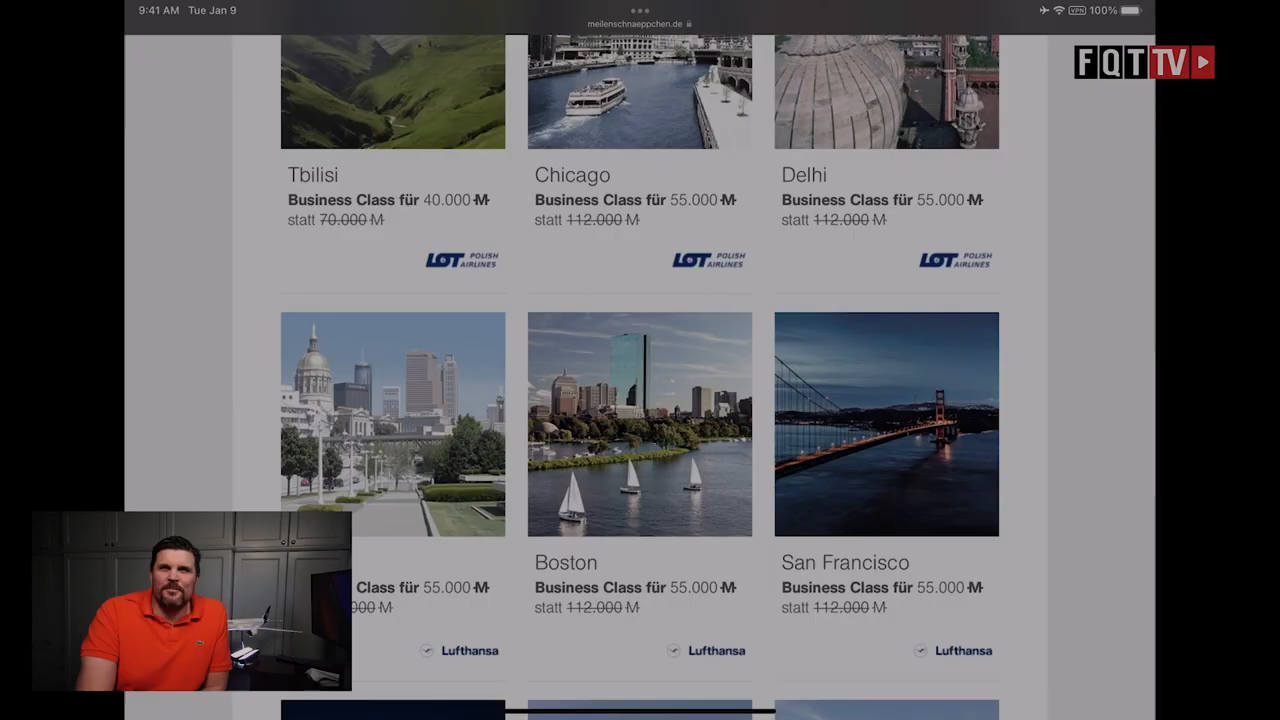 9:41 AM Tue Jan 9
meilenschnaeppchen.de
VPN 100%
FQTTV
Tbilisi
Business Class für 40.000 M
statt 70.000 M
LOT POLISH AIRLINES
Chicago
Business Class für 55.000 M
statt 112.000 M
LOT POLISH AIRLINES
Delhi
Business Class für 55.000 M
statt 112.000 M
LOT POLISH AIRLINES
Class für 55.000 M
000 M
Lufthansa
Boston
Business Class für 55.000 M
statt 112.000 M
Lufthansa
San Francisco
Business Class für 55.000 M
statt 112.000 M
Lufthansa